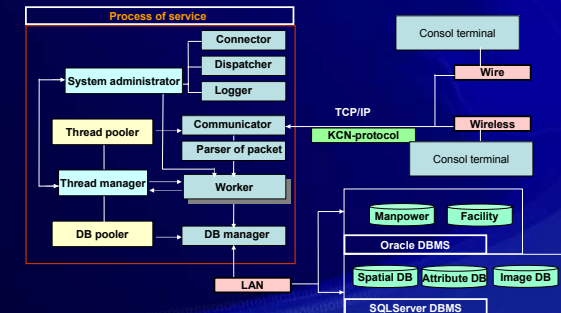 Process of service
Connector
Dispatcher
Logger
System administrator
Thread pooler
Communicator
Parser of packet
Thread manager
Worker
DB pooler
DB manager
Consol terminal
Wire
TCP/IP
KCN-protocol
Wireless
Consol terminal
Manpower
Facility
Oracle DBMS
LAN
Spatial DB
Attribute DB
Image DB
SQLServer DBMS